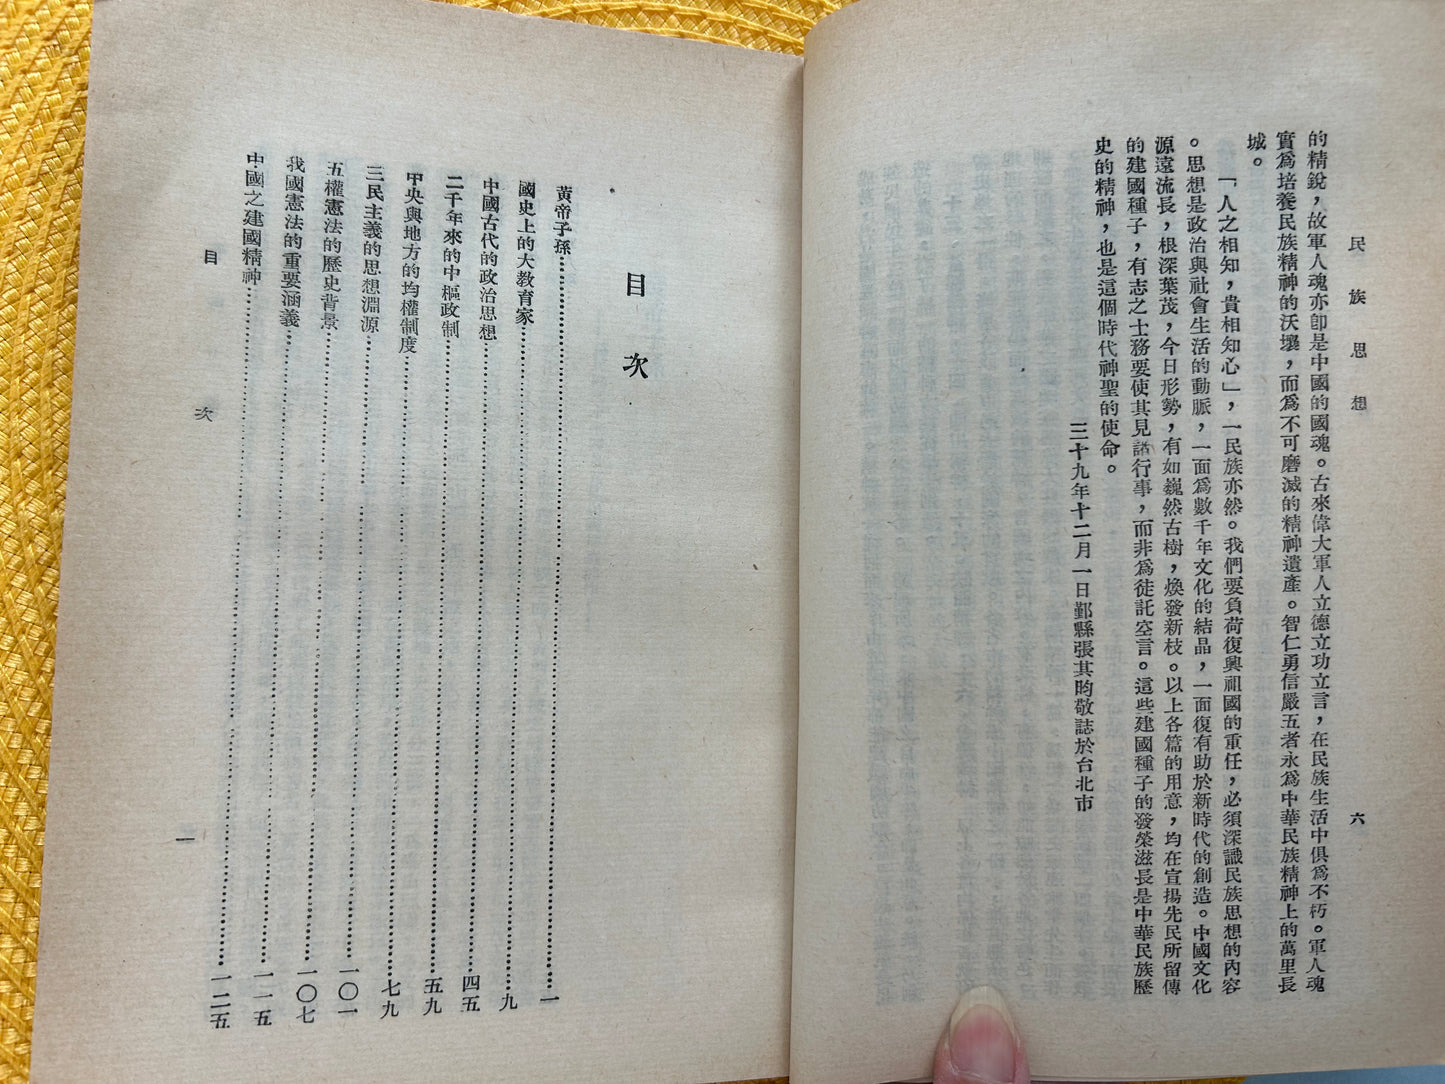 民族思想
六
的精銳，故軍人魂亦卽是中國的國魂。古來偉大軍人立德立功立言，在民族生活中俱爲不朽。軍人魂
實爲培養民族精神的沃壤，而爲不可磨滅的精神遺產。智仁勇信嚴五者永爲中華民族精神上的萬里長
城。
「人之相知，貴相知心」，一民族亦然。我們要負荷復興祖國的重任，必須深識民族思想的內容
。思想是政治與社會生活的動脈，一面爲數千年文化的結晶，一面復有助於新時代的創造。中國文化
源遠流長，根深葉茂，今日形勢，有如巍然古樹，煥發新枝。以上各篇的用意，均在宣揚先民所留傳
的建國種子，有志之士務要使其見諸行事，而非爲徒託空言。這些建國種子的發榮滋長是中華民族歷
史的精神，也是這個時代神聖的使命。
三十九年十二月一日鄞縣張其昀敬誌於台北市
目次
黃帝子孫……一
國史上的大教育家……九
中國古代的政治思想……四五
二千年來的中樞政制……五九
中央與地方的均權制度……七九
三民主義的思想淵源……一〇一
五權憲法的歷史背景……一〇七
我國憲法的重要涵義……一一五
中國之建國精神……一二五
目次
一